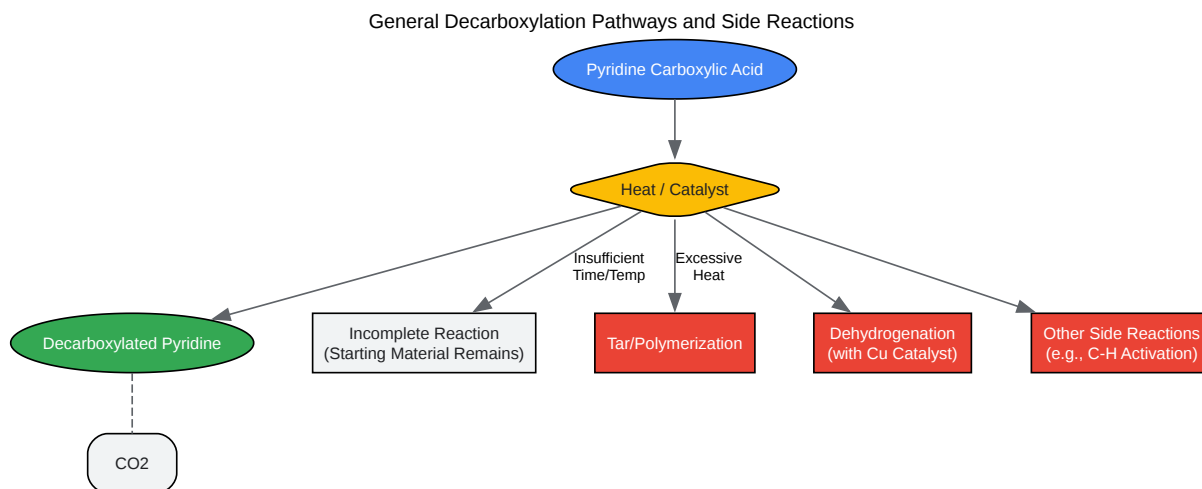 General Decarboxylation Pathways and Side Reactions
Pyridine Carboxylic Acid
Heat / Catalyst
Insufficient
Time/Temp
Excessive
Heat
Decarboxylated Pyridine
Incomplete Reaction
(Starting Material Remains)
Tar/Polymerization
Dehydrogenation
(with Cu Catalyst)
Other Side Reactions
(e.g., C-H Activation)
CO2